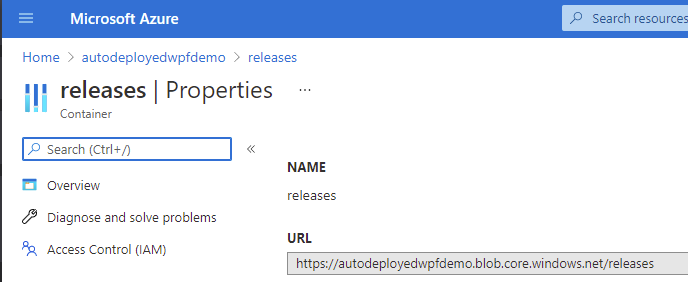 Microsoft Azure
Search resources
Home > autodeployedwpfdemo > releases
releases | Properties ...
Container
Search (Ctrl+/) «
Overview
Diagnose and solve problems
Access Control (IAM)
NAME
releases
URL
https://autodeployedwpfdemo.blob.core.windows.net/releases